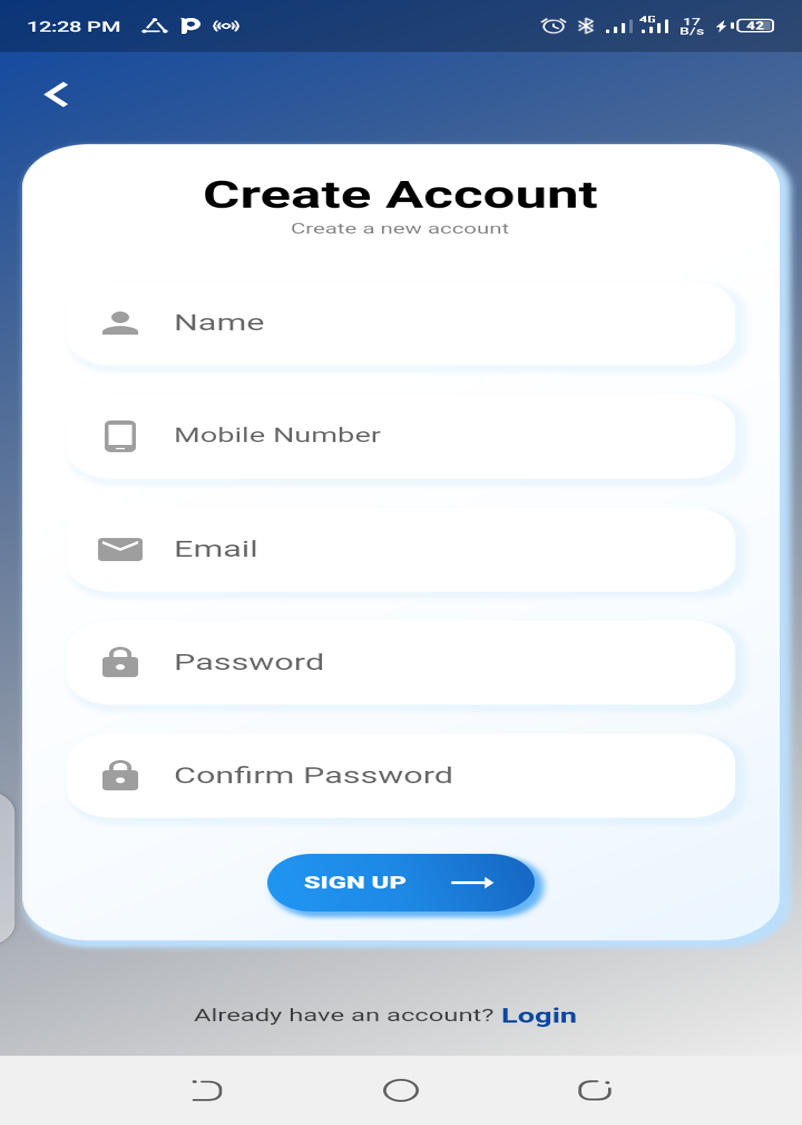 12:28 PM
4G
17
B/s
42
Create Account
Create a new account
Name
Mobile Number
Email
Password
Confirm Password
SIGN UP
Already have an account? Login